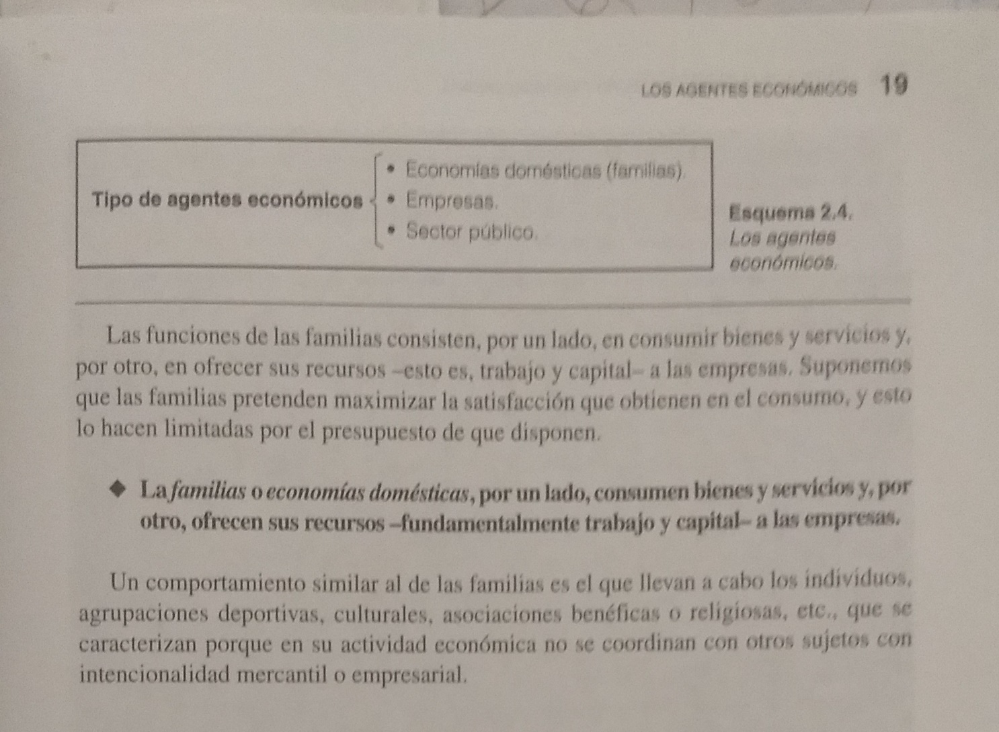 LOS AGENTES ECONÓMICOS 19
Tipo de agentes económicos
• Economías domésticas (familias).
• Empresas.
• Sector público.
Esquema 2.4.
Los agentes
económicos.
Las funciones de las familias consisten, por un lado, en consumir bienes y servicios y,
por otro, en ofrecer sus recursos –esto es, trabajo y capital– a las empresas. Suponemos
que las familias pretenden maximizar la satisfacción que obtienen en el consumo, y esto
lo hacen limitadas por el presupuesto de que disponen.
◆ La familias o economías domésticas, por un lado, consumen bienes y servicios y, por
otro, ofrecen sus recursos –fundamentalmente trabajo y capital– a las empresas.
Un comportamiento similar al de las familias es el que llevan a cabo los individuos,
agrupaciones deportivas, culturales, asociaciones benéficas o religiosas, etc., que se
caracterizan porque en su actividad económica no se coordinan con otros sujetos con
intencionalidad mercantil o empresarial.